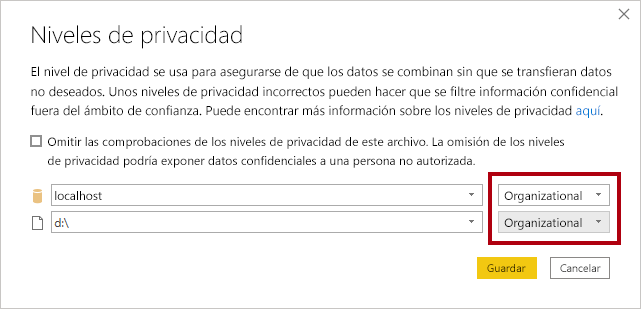 Niveles de privacidad
El nivel de privacidad se usa para asegurarse de que los datos se combinan sin que se transfieran datos
no deseados. Unos niveles de privacidad incorrectos pueden hacer que se filtre información confidencial
fuera del ámbito de confianza. Puede encontrar más información sobre los niveles de privacidad aquí.
Omitir las comprobaciones de los niveles de privacidad de este archivo. La omisión de los niveles
de privacidad podría exponer datos confidenciales a una persona no autorizada.
localhost Organizational
d:\ Organizational
Guardar Cancelar